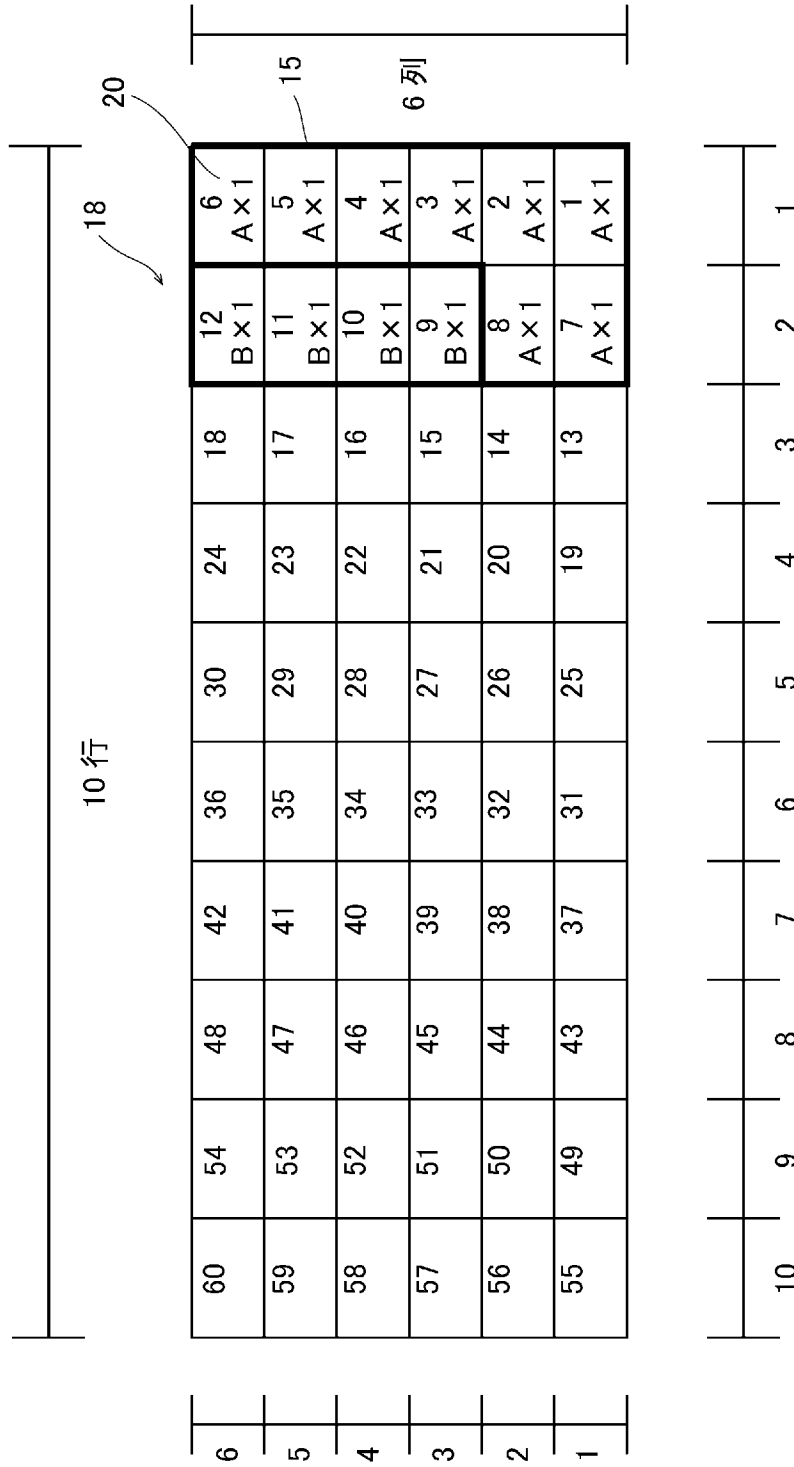 18
20
10 行
15
6 列
6 60 54 48 42 36 30 24 18 12 6
B×1 A×1
5 59 53 47 41 35 29 23 17 11 5
B×1 A×1
4 58 52 46 40 34 28 22 16 10 4
B×1 A×1
3 57 51 45 39 33 27 21 15 9 3
B×1 A×1
2 56 50 44 38 32 26 20 14 8 2
A×1 A×1
1 55 49 43 37 31 25 19 13 7 1
A×1 A×1
10 9 8 7 6 5 4 3 2 1